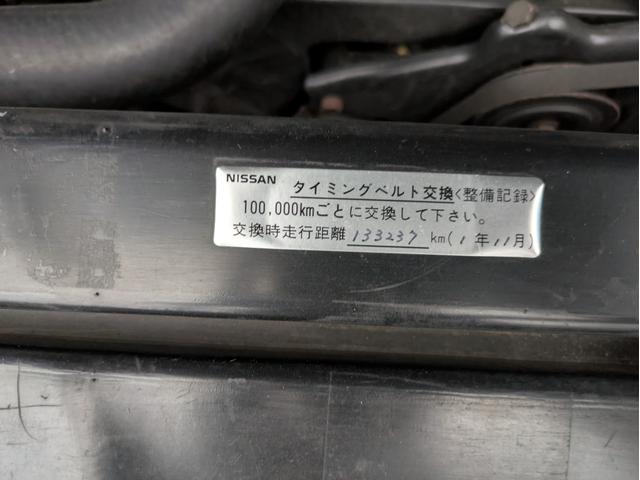 NISSAN タイミングベルト交換<整備記録>
100,000kmごとに交換して下さい。
交換時走行距離 133237 km(1年11月)